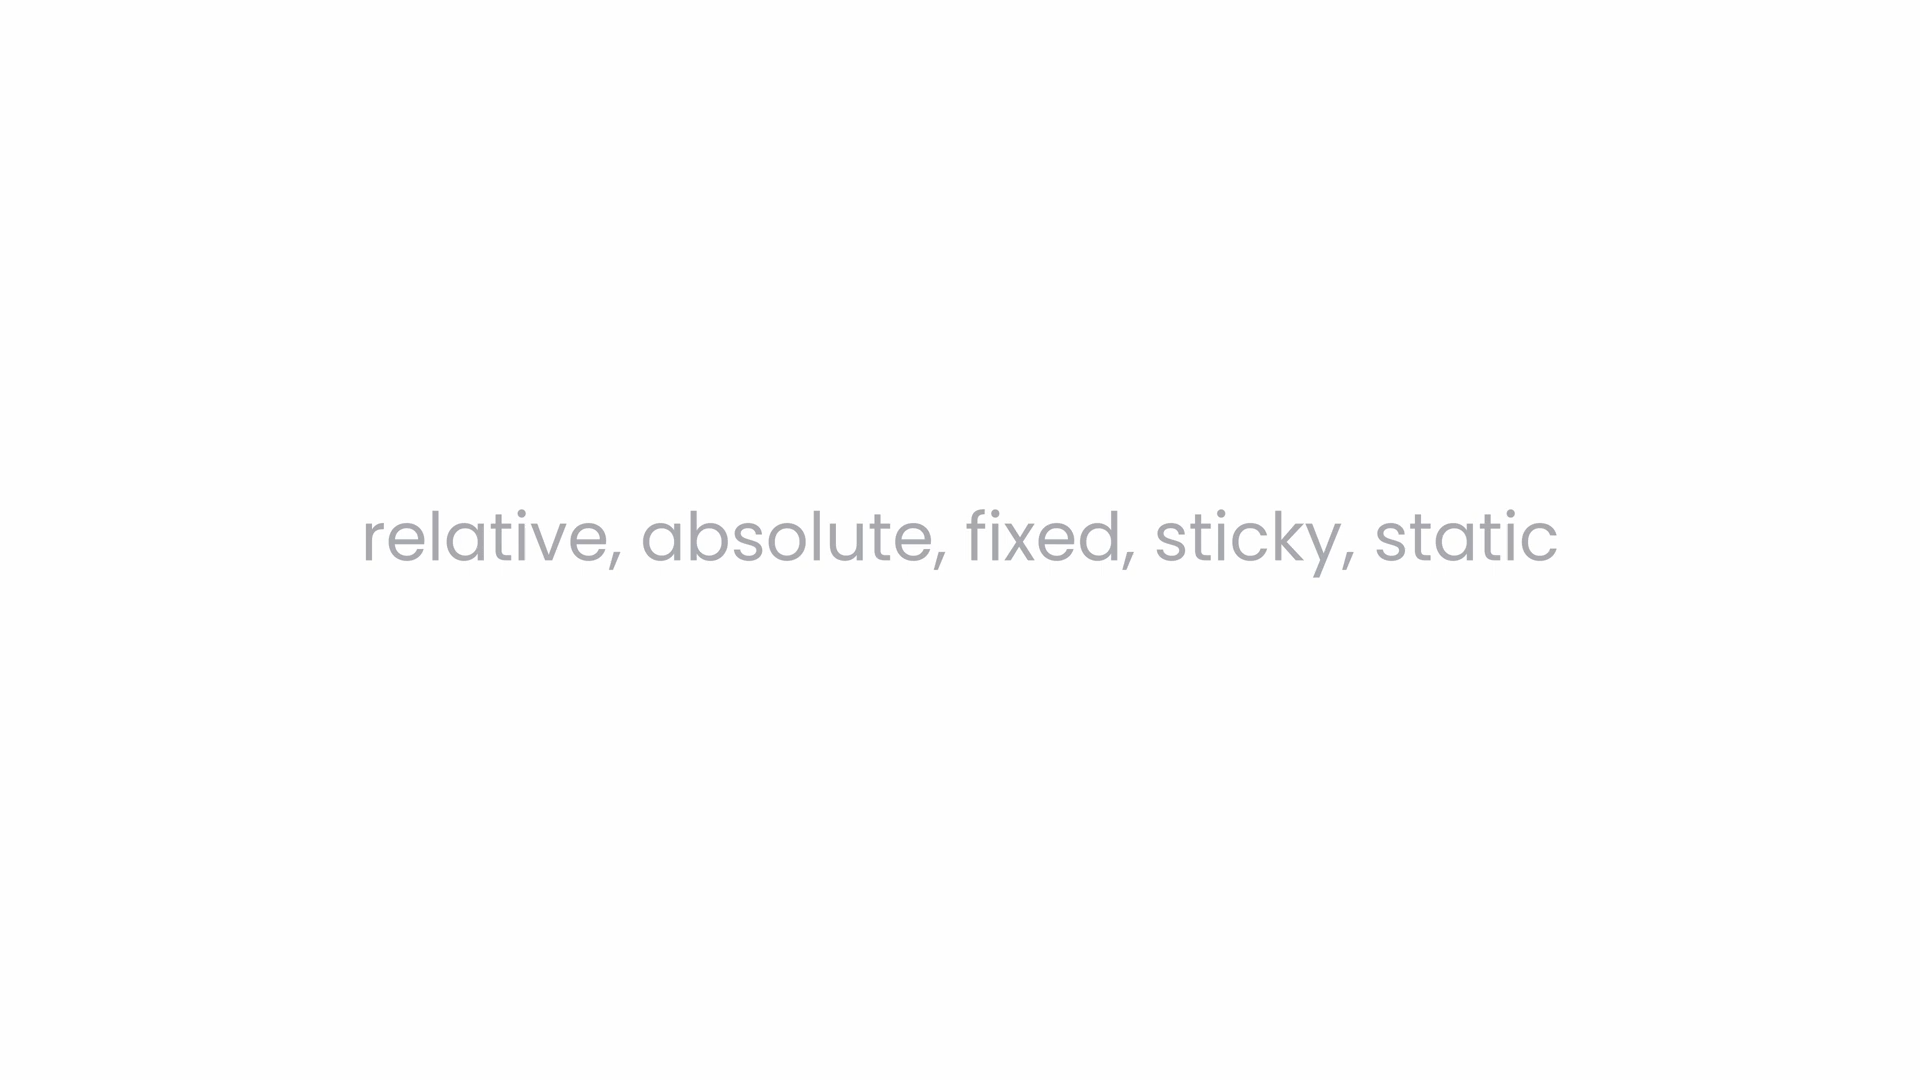 relative, absolute, fixed, sticky, static